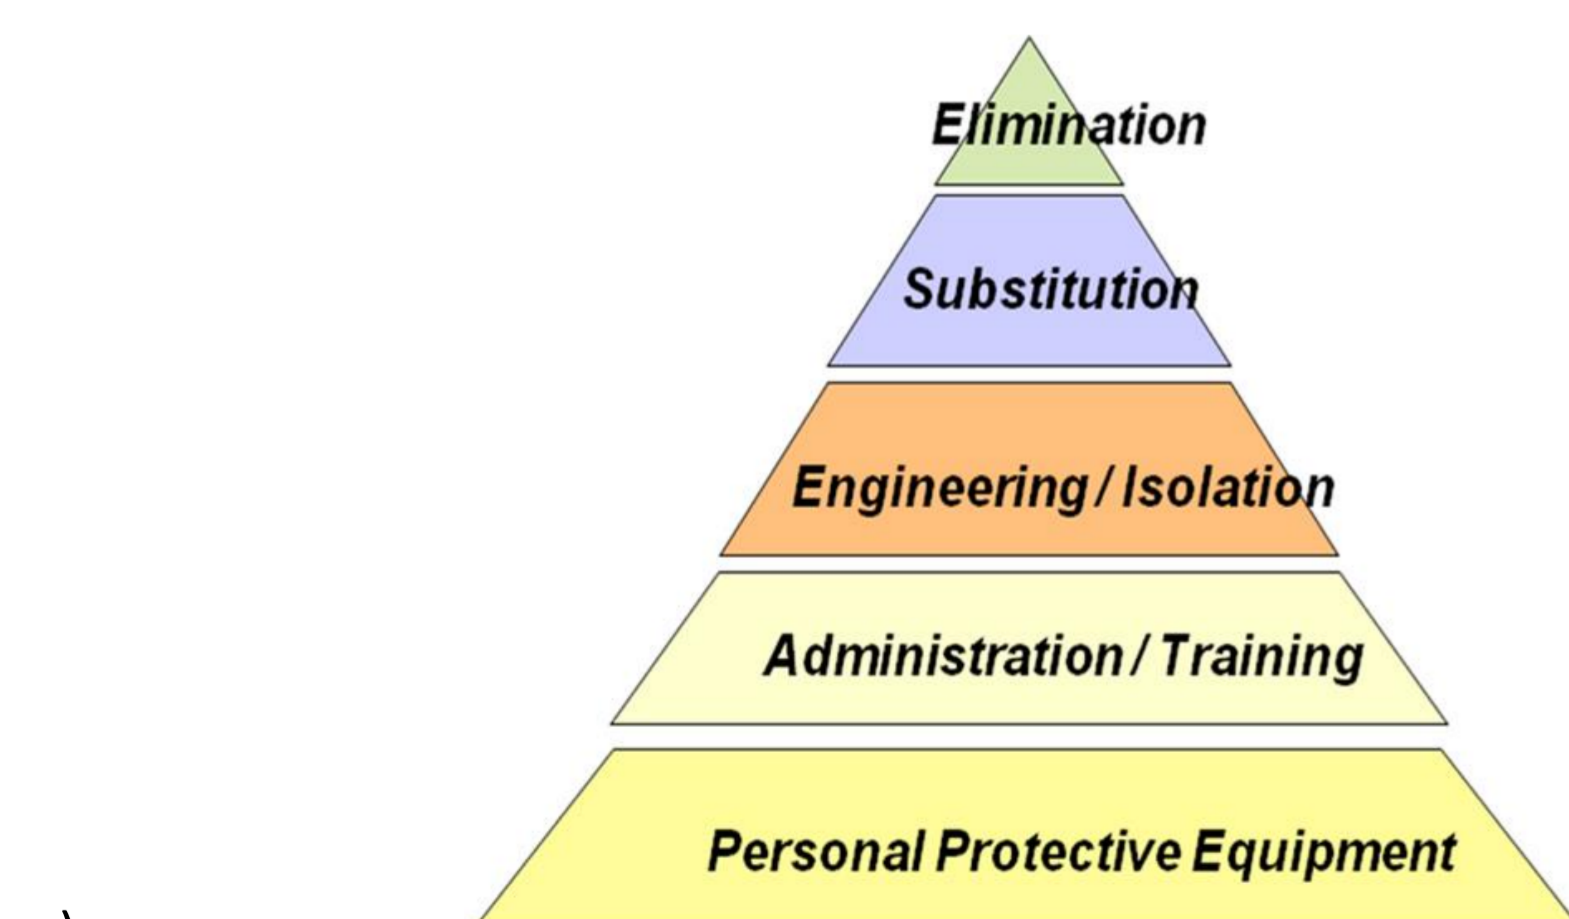 Elimination
Substitution
Engineering / Isolation
Administration / Training
Personal Protective Equipment